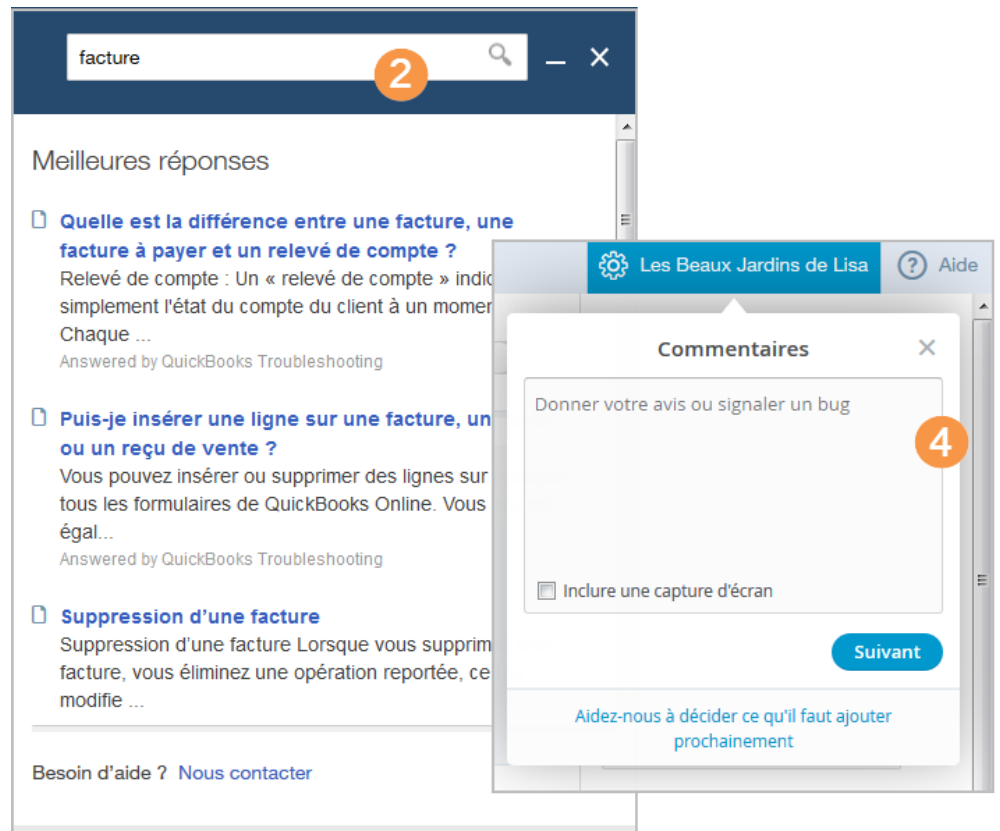 facture
2
Meilleures réponses
Quelle est la différence entre une facture, une
facture à payer et un relevé de compte ?
Relevé de compte : Un « relevé de compte » indic
simplement l'état du compte du client à un momer
Chaque ...
Answered by QuickBooks Troubleshooting
Puis-je insérer une ligne sur une facture, un
ou un reçu de vente ?
Vous pouvez insérer ou supprimer des lignes sur
tous les formulaires de QuickBooks Online. Vous
égal...
Answered by QuickBooks Troubleshooting
Suppression d’une facture
Suppression d’une facture Lorsque vous supprim
facture, vous éliminez une opération reportée, ce
modifie ...
Besoin d’aide ? Nous contacter
Les Beaux Jardins de Lisa
? Aide
Commentaires
Donner votre avis ou signaler un bug
4
Inclure une capture d'écran
Suivant
Aidez-nous à décider ce qu'il faut ajouter
prochainement